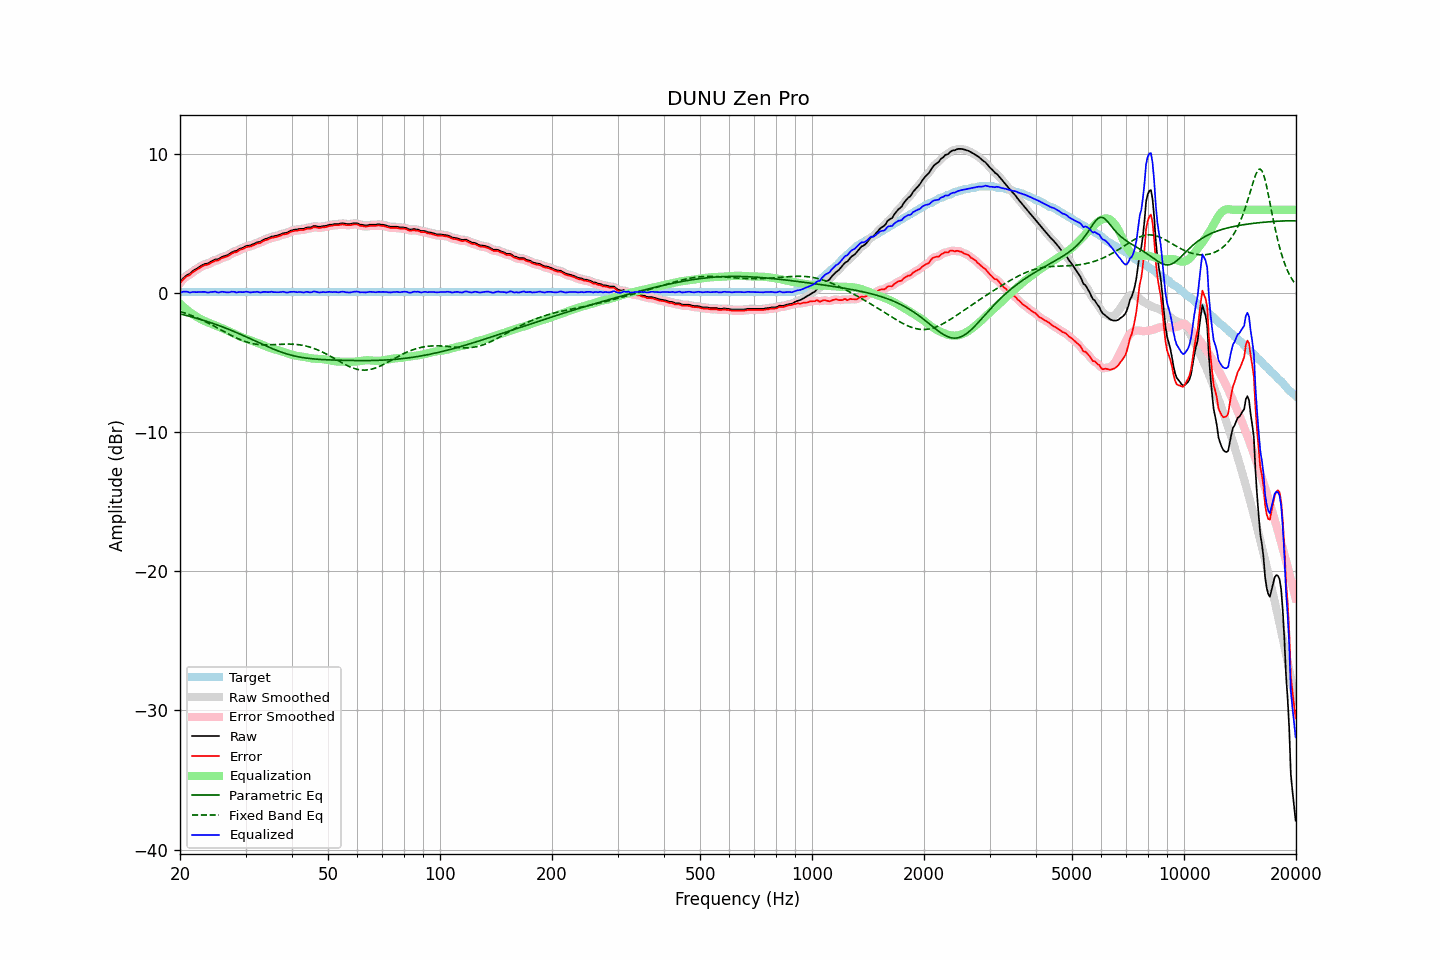 DUNU Zen Pro
Amplitude (dBr)
10
0
−10
−20
−30
−40
Target
Raw Smoothed
Error Smoothed
Raw
Error
Equalization
Parametric Eq
Fixed Band Eq
Equalized
20 50 100 200 500 1000 2000 5000 10000 20000
Frequency (Hz)